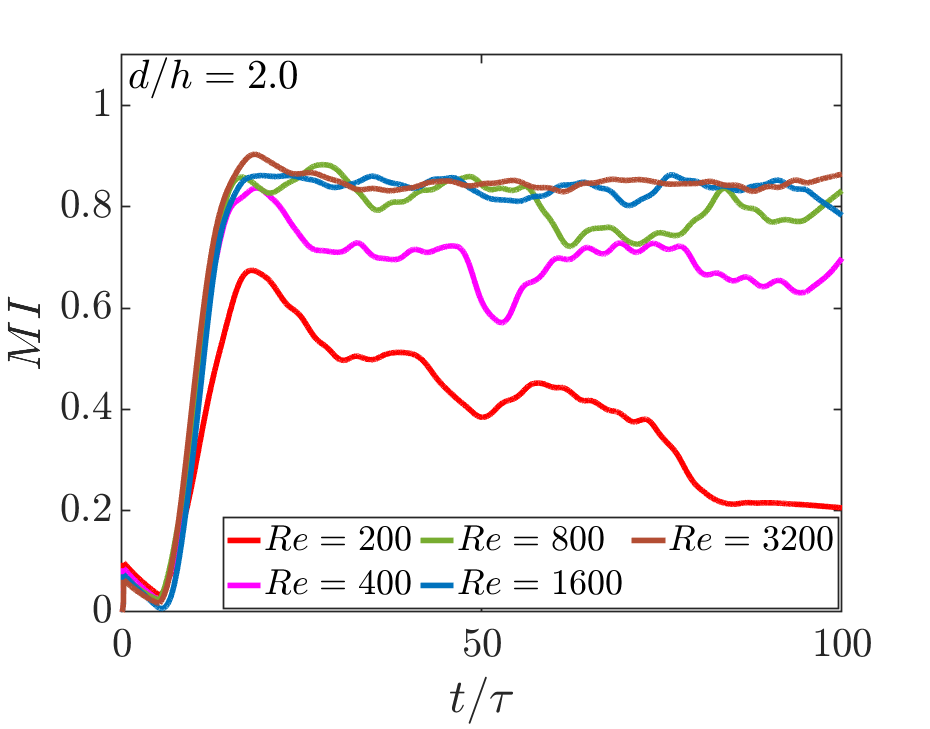 d/h = 2.0
MI
1
0.8
0.6
0.4
0.2
0
Re = 200 Re = 800 Re = 3200
Re = 400 Re = 1600
0 50 100
t/τ